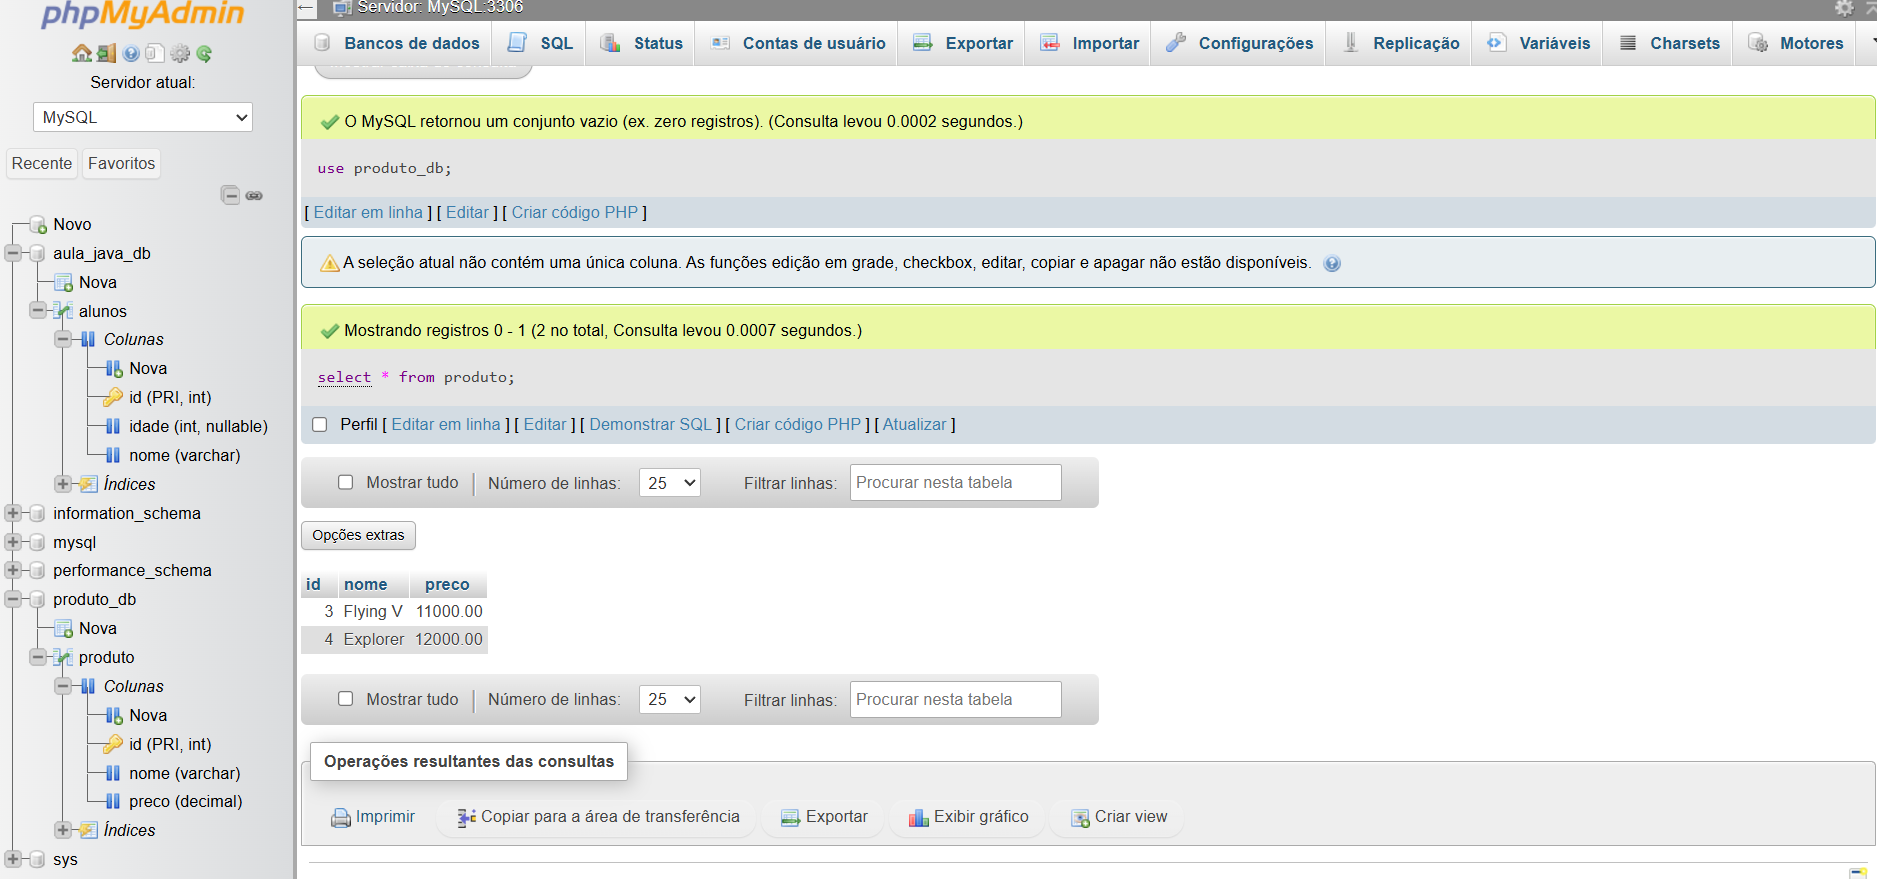 phpMyAdmin
Servidor atual:
MySQL
Recente
Favoritos
Novo
aula_java_db
Nova
alunos
Colunas
Nova
id (PRI, int)
idade (int, nullable)
nome (varchar)
Índices
information_schema
mysql
performance_schema
produto_db
Nova
produto
Colunas
Nova
id (PRI, int)
nome (varchar)
preco (decimal)
Índices
sys
Servidor: MySQL:3306
Bancos de dados SQL Status Contas de usuário Exportar Importar Configurações Replicação Variáveis Charsets Motores
O MySQL retornou um conjunto vazio (ex. zero registros). (Consulta levou 0.0002 segundos.)
use produto_db;
[ Editar em linha ] [ Editar ] [ Criar código PHP ]
A seleção atual não contém uma única coluna. As funções edição em grade, checkbox, editar, copiar e apagar não estão disponíveis.
Mostrando registros 0 - 1 (2 no total, Consulta levou 0.0007 segundos.)
select * from produto;
Perfil [ Editar em linha ] [ Editar ] [ Demonstrar SQL ] [ Criar código PHP ] [ Atualizar ]
Mostrar tudo Número de linhas: 25 Filtrar linhas: Procurar nesta tabela
Opções extras
id nome preco
3 Flying V 11000.00
4 Explorer 12000.00
Mostrar tudo Número de linhas: 25 Filtrar linhas: Procurar nesta tabela
Operações resultantes das consultas
Imprimir Copiar para a área de transferência Exportar Exibir gráfico Criar view